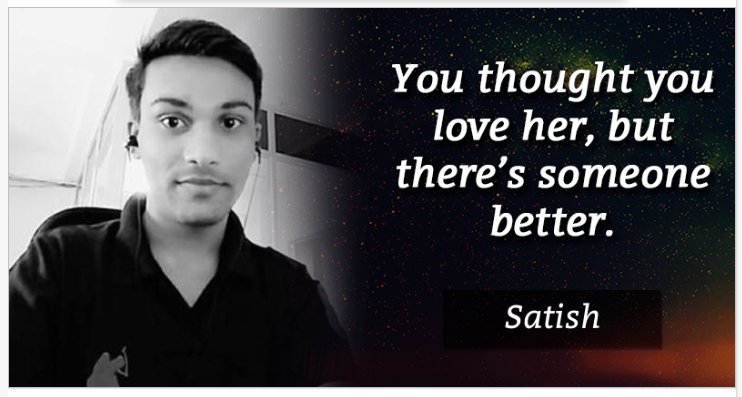 You thought you
love her, but
there’s someone
better.
Satish